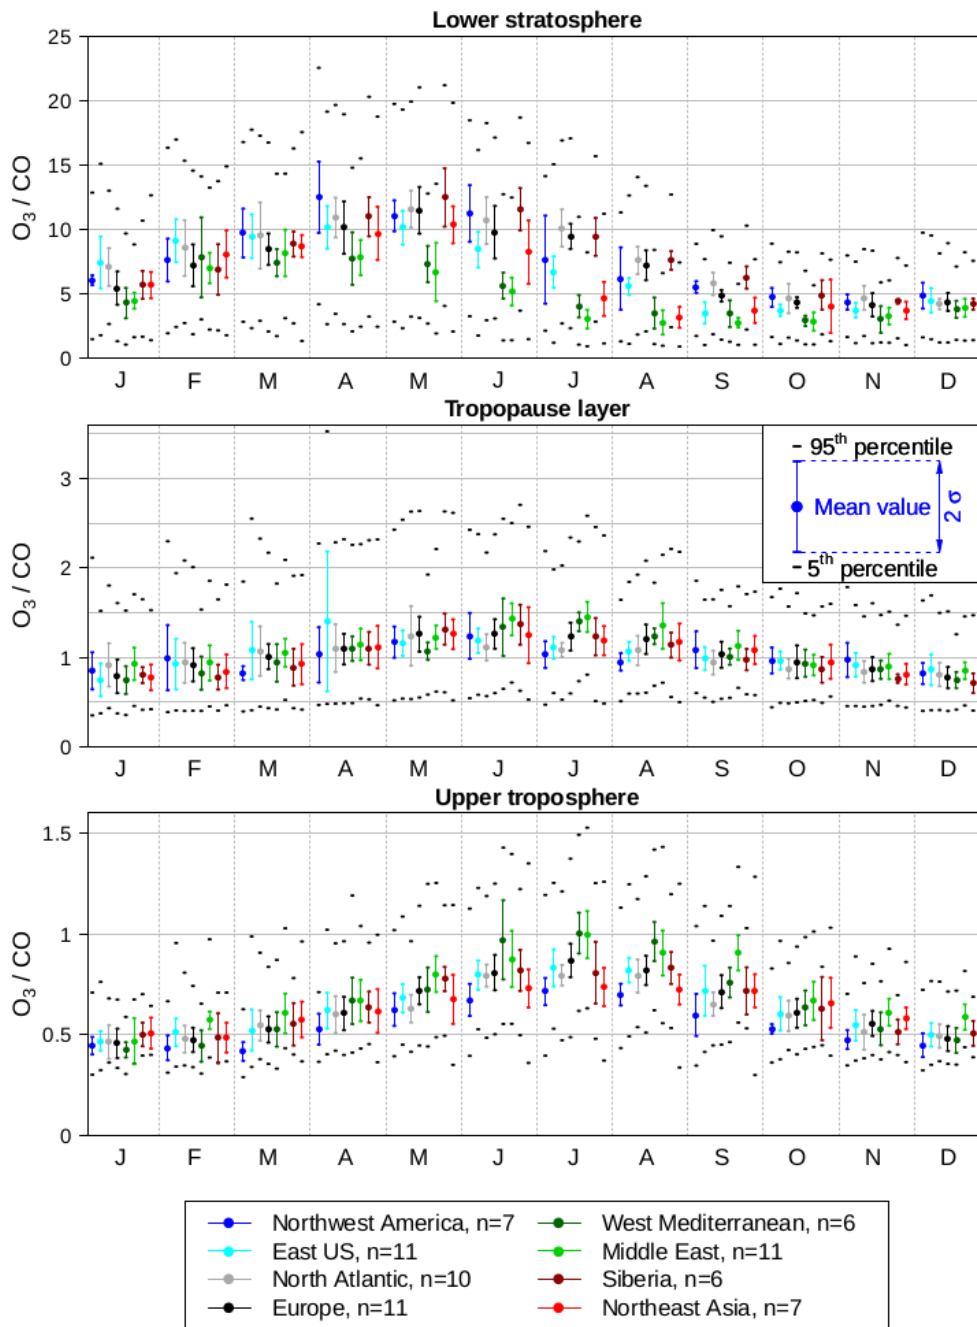 Lower stratosphere
25
20
15
10
5
0
O3 / CO
J F M A M J J A S O N D
Tropopause layer
3
2
1
0
O3 / CO
95th percentile
Mean value
2 σ
5th percentile
J F M A M J J A S O N D
Upper troposphere
1.5
1
0.5
0
O3 / CO
J F M A M J J A S O N D
Northwest America, n=7
West Mediterranean, n=6
East US, n=11
Middle East, n=11
North Atlantic, n=10
Siberia, n=6
Europe, n=11
Northeast Asia, n=7